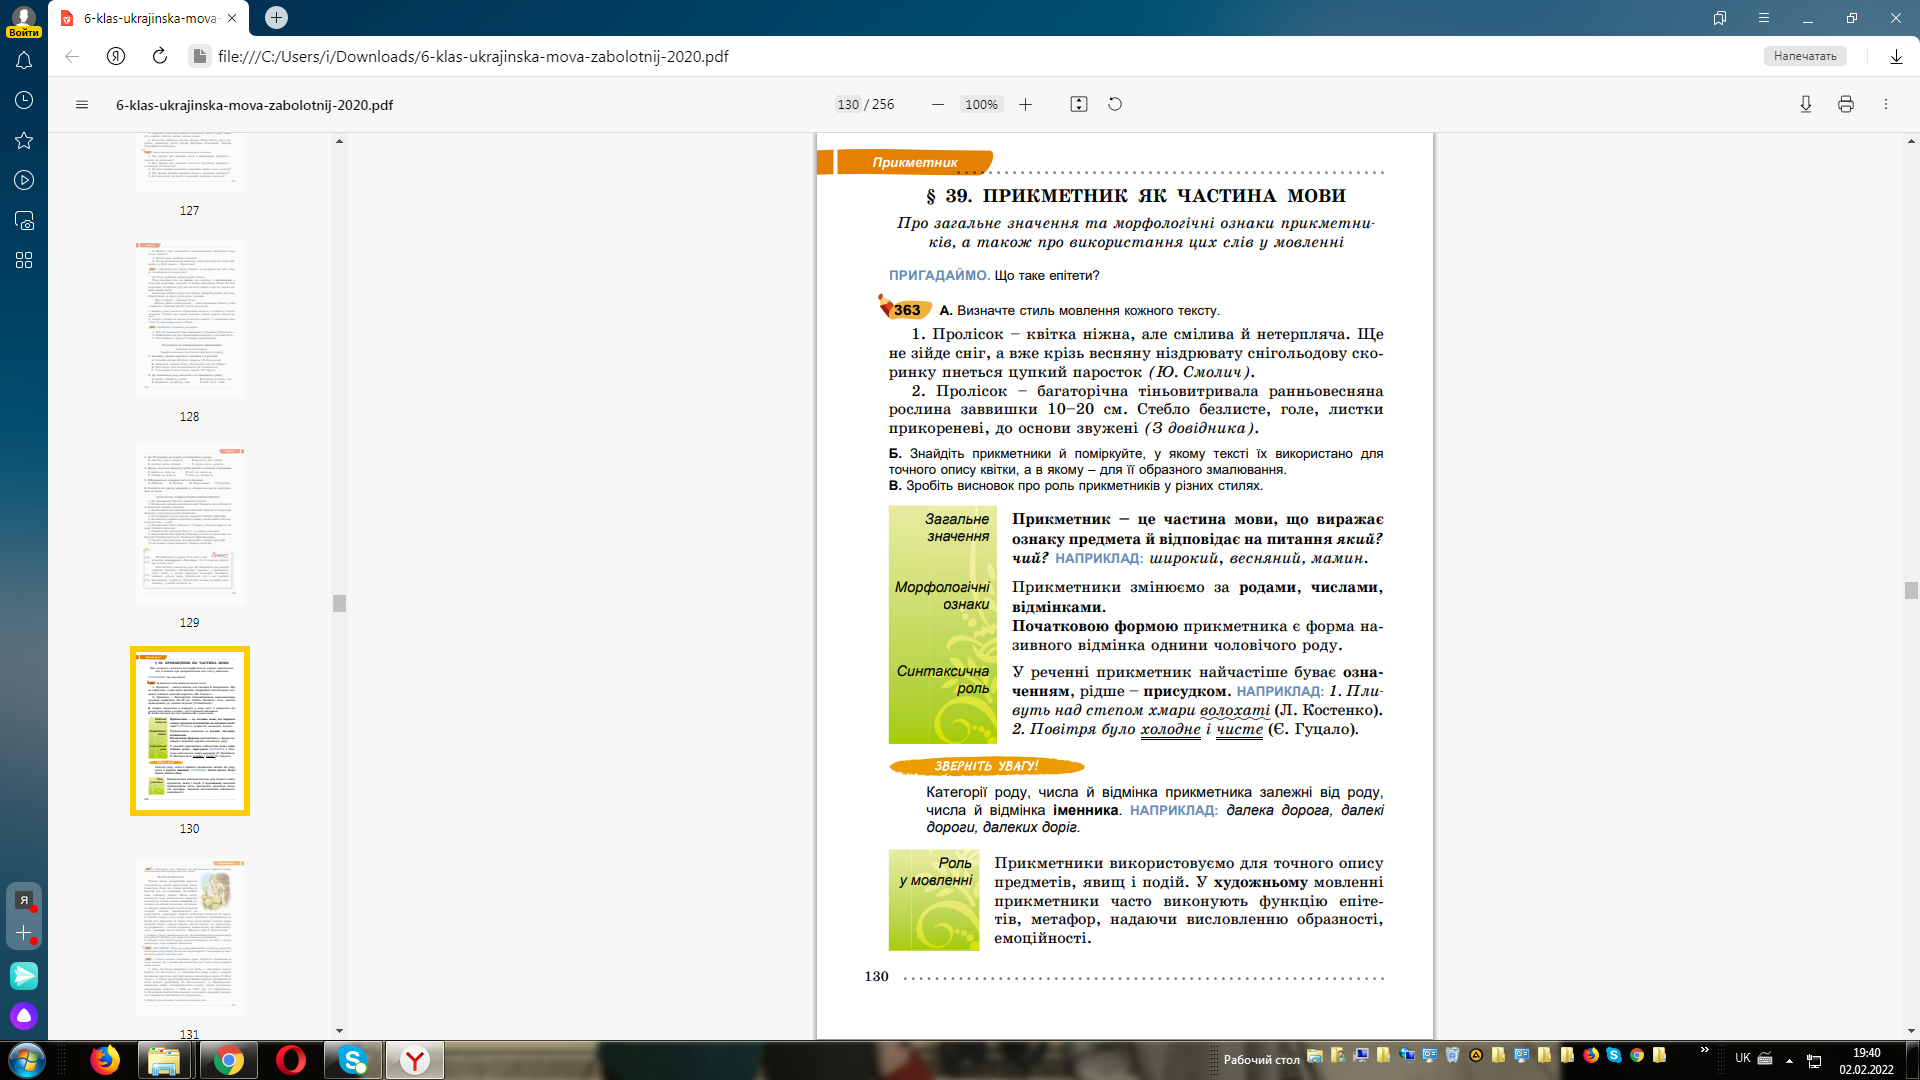 Войти
6-klas-ukrajinska-mova-
file:///C:/Users/i/Downloads/6-klas-ukrajinska-mova-zabolotnij-2020.pdf
Напечатать
6-klas-ukrajinska-mova-zabolotnij-2020.pdf
130 / 256
100%
127
128
129
130
131
Прикметник
§ 39. ПРИКМЕТНИК ЯК ЧАСТИНА МОВИ
Про загальне значення та морфологічні ознаки прикметни-
ків, а також про використання цих слів у мовленні
ПРИГАДАЙМО. Що таке епітети?
363 А. Визначте стиль мовлення кожного тексту.
1. Пролісок – квітка ніжна, але смілива й нетерпляча. Ще
не зійде сніг, а вже крізь весняну ніздрювату снігольодову ско-
ринку пнеться цупкий паросток (Ю. Смолич).
2. Пролісок – багаторічна тіньовитривала ранньовесняна
рослина заввишки 10–20 см. Стебло безлисте, голе, листки
прикореневі, до основи звужені (З довідника).
Б. Знайдіть прикметники й поміркуйте, у якому тексті їх використано для
точного опису квітки, а в якому – для її образного змалювання.
В. Зробіть висновок про роль прикметників у різних стилях.
Загальне
значення
Прикметник – це частина мови, що виражає
ознаку предмета й відповідає на питання який?
чий? НАПРИКЛАД: широкий, весняний, мамин.
Морфологічні
ознаки
Прикметники змінюємо за родами, числами,
відмінками.
Початковою формою прикметника є форма на-
зивного відмінка однини чоловічого роду.
Синтаксична
роль
У реченні прикметник найчастіше буває озна-
ченням, рідше – присудком. НАПРИКЛАД: 1. Пли-
вуть над степом хмари волохаті (Л. Костенко).
2. Повітря було холодне і чисте (Є. Гуцало).
ЗВЕРНІТЬ УВАГУ!
Категорії роду, числа й відмінка прикметника залежні від роду,
числа й відмінка іменника. НАПРИКЛАД: далека дорога, далекі
дороги, далеких доріг.
Роль
у мовленні
Прикметники використовуємо для точного опису
предметів, явищ і подій. У художньому мовленні
прикметники часто виконують функцію епіте-
тів, метафор, надаючи висловленню образності,
емоційності.
130
Рабочий стол
UK
19:40
02.02.2022